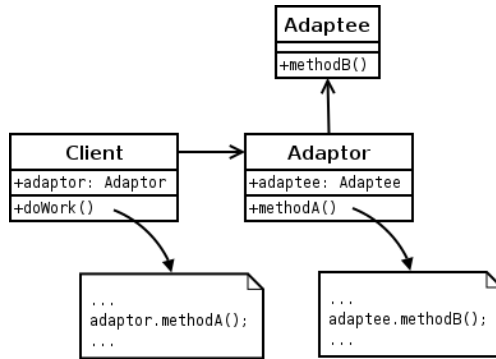 Adaptee
+methodB()
Client
+adaptor: Adaptor
+doWork()
Adaptor
+adaptee: Adaptee
+methodA()
...
adaptor.methodA();
...
...
adaptee.methodB();
...